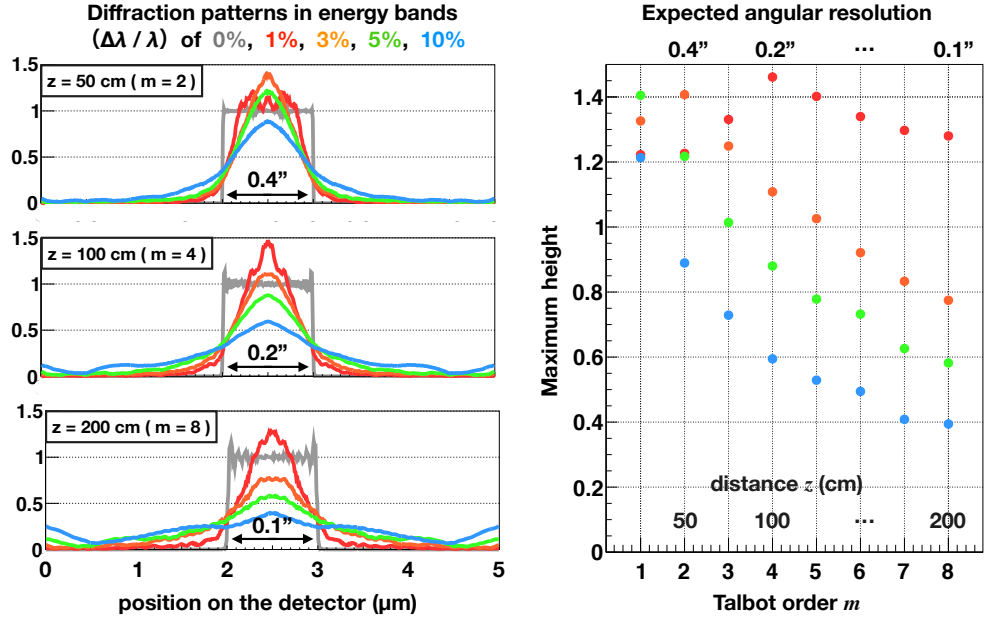 Diffraction patterns in energy bands
(Δλ / λ) of 0%, 1%, 3%, 5%, 10%
z = 50 cm ( m = 2 )
1.5
1
0.5
0
0.4”
z = 100 cm ( m = 4 )
1.5
1
0.5
0
0.2”
z = 200 cm ( m = 8 )
1.5
1
0.5
0
0.1”
0 1 2 3 4 5
position on the detector (μm)
Expected angular resolution
0.4” 0.2” ··· 0.1”
Maximum height
1.4
1.2
1
0.8
0.6
0.4
0.2
0
distance z (cm)
50 100 ··· 200
1 2 3 4 5 6 7 8
Talbot order m